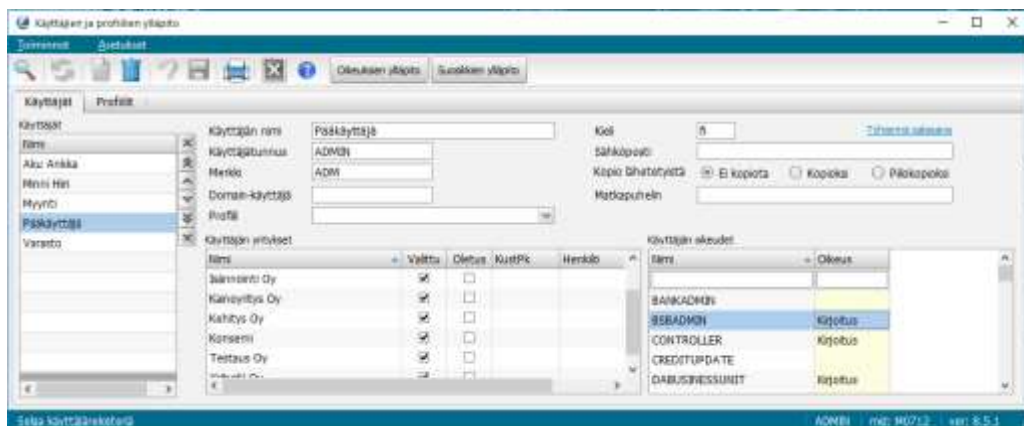 Käyttäjien ja profiilien ylläpito
Toiminnot Asetukset
Oikeuksien ylläpito Suosikkien ylläpito
Käyttäjät Profiilit
Käyttäjät
Nimi
Aku Ankka
Minni Hiiri
Myynti
Pääkäyttäjä
Varasto
Käyttäjän nimi Pääkäyttäjä
Käyttäjätunnus ADMIN
Merkki ADM
Domain-käyttäjä
Profiili
Kieli fi
Tyhjennä salasana
Sähköposti
Kopio lähetetyistä Ei kopiota Kopioksi Piilokopioksi
Matkapuhelin
Käyttäjän yritykset
Nimi Valittu Oletus KustPk Henkilö
Isännöinti Oy
Kansiyritys Oy
Kehitys Oy
Konserni
Testaus Oy
Käyttäjän oikeudet
Nimi Oikeus
BANKADMIN
BSBADMIN Kirjoitus
CONTROLLER Kirjoitus
CREDITUPDATE
DABUSINESSUNIT Kirjoitus
Selaa käyttäjärekisteriä ADMIN mid: M0712 ver: 8.5.1